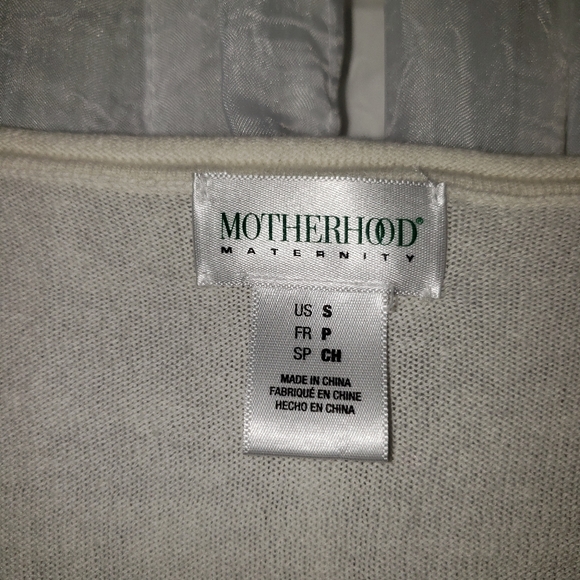 MOTHERHOOD®
MATERNITY
US S
FR P
SP CH
MADE IN CHINA
FABRIQUÉ EN CHINE
HECHO EN CHINA